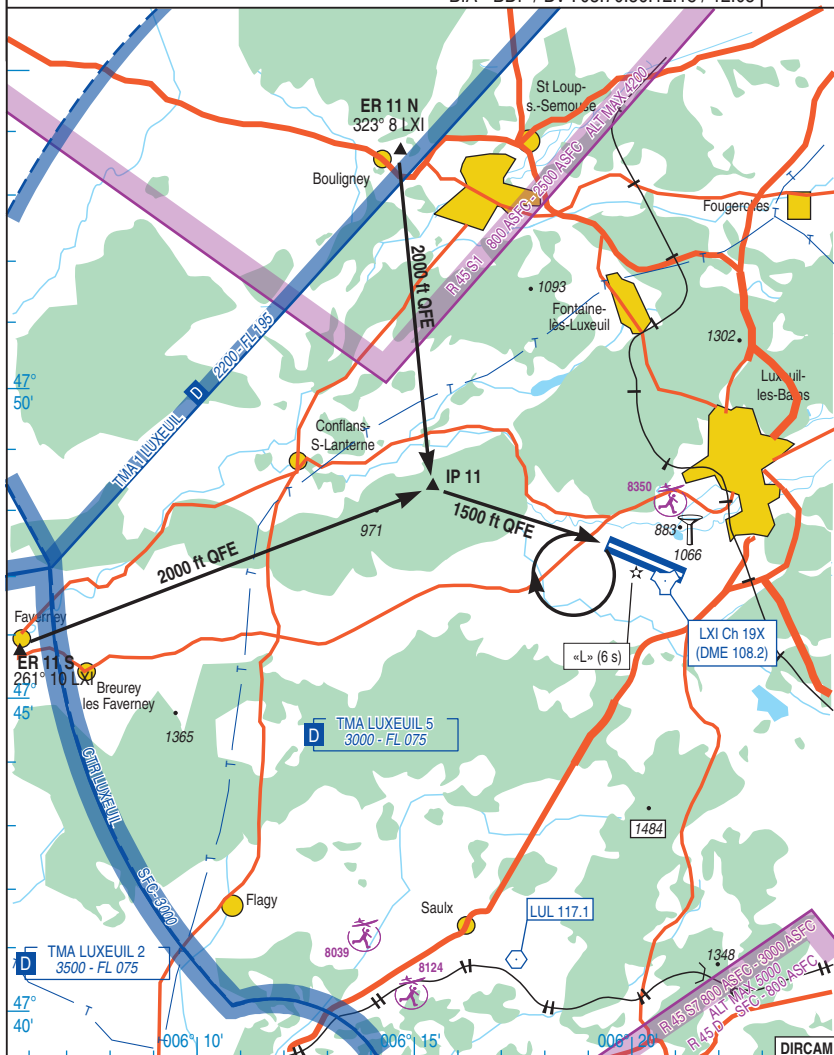 ER 11 N
323° 8 LXI
St Loup-
s.-Semouse
Bouligney
R 45 S1 800 ASFC - 2500 ASFC ALT MAX 4200
Fougerolles
2000 ft QFE
1093
Fontaine-
lès-Luxeuil
1302
TMA 1 LUXEUIL D 2200 - FL 195
47°
50'
Luxeuil-
les-Bains
Conflans-
S-Lanterne
IP 11
8350
1500 ft QFE
971
883
1066
2000 ft QFE
Faverney
ER 11 S
261° 10 LXI
Breurey
les Faverney
«L» (6 s)
LXI Ch 19X
(DME 108.2)
47°
45'
1365
D TMA LUXEUIL 5
3000 - FL 075
CTR LUXEUIL
SFC - 3000
1484
Flagy
Saulx
LUL 117.1
8039
8124
D TMA LUXEUIL 2
3500 - FL 075
1348
R 45 S7 800 ASFC - 3000 ASFC
ALT MAX 5000
R 45 D SFC - 800 ASFC
47°
40'
006° 10'
006° 15'
006° 20'
DIRCAM